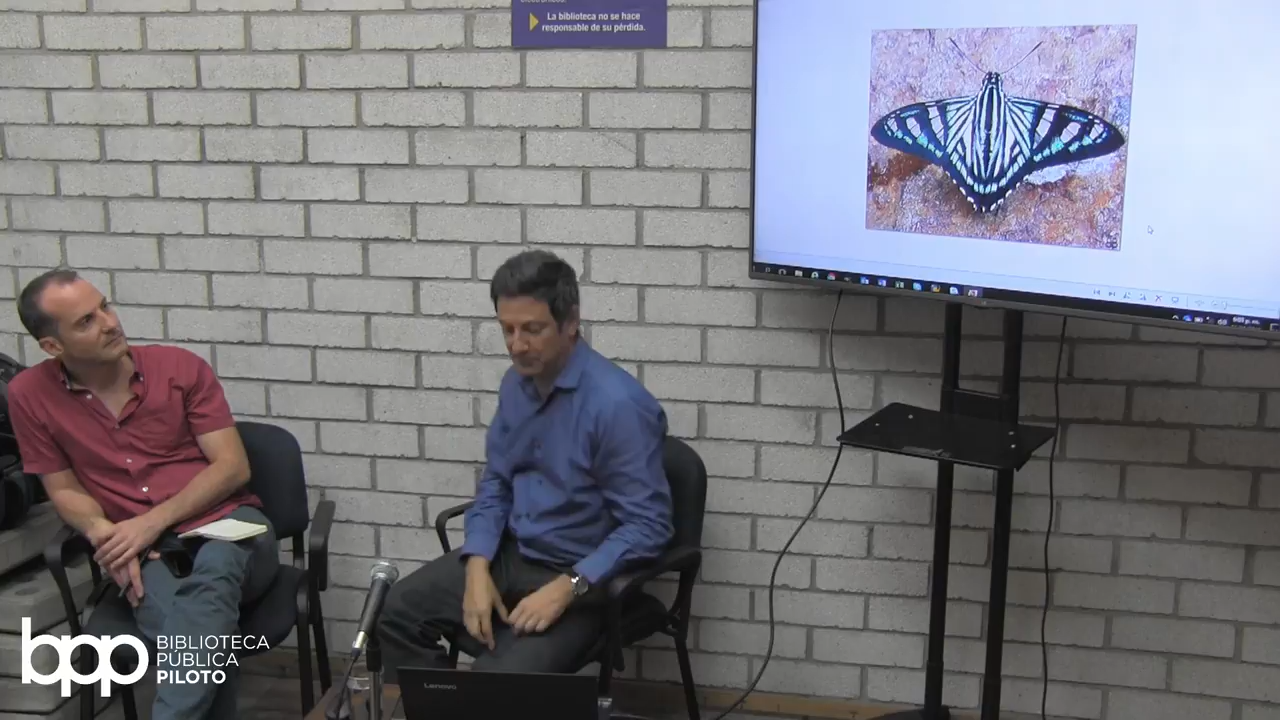 La biblioteca no se hace
responsable de su pérdida.
bpp
BIBLIOTECA
PÚBLICA
PILOTO
Lenovo